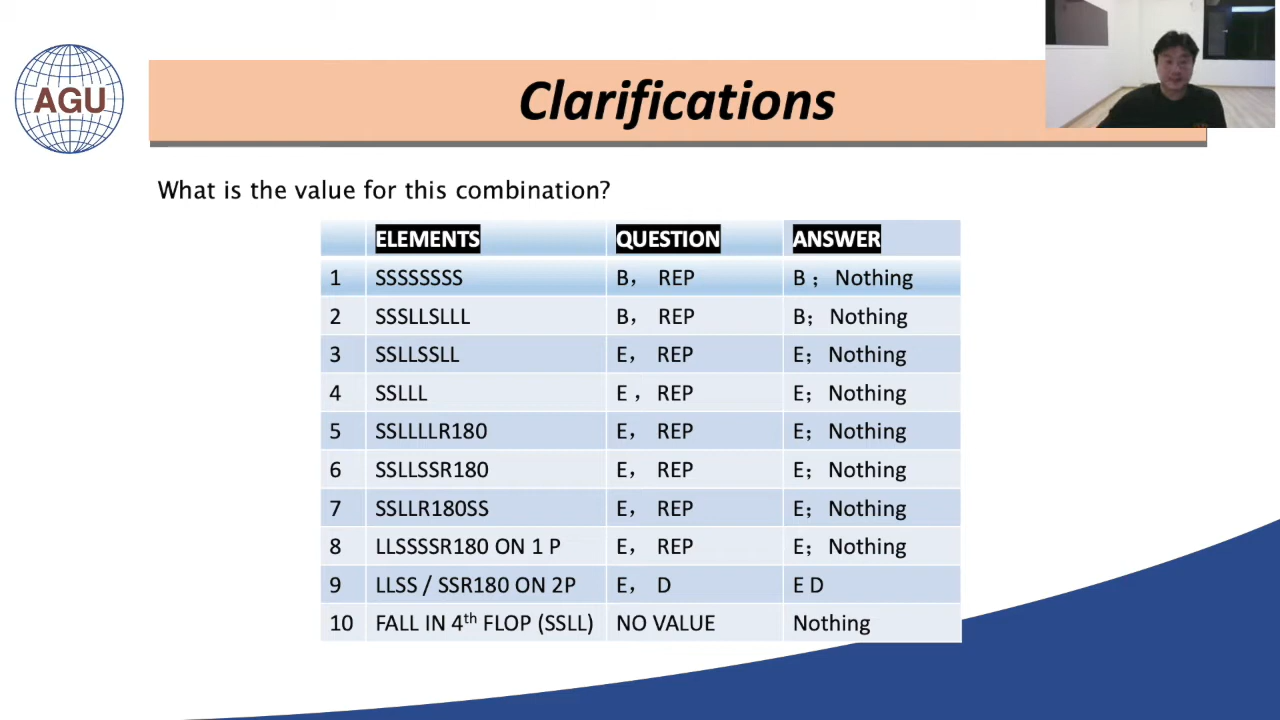 AGU
Clarifications
What is the value for this combination?
ELEMENTS QUESTION ANSWER
1 SSSSSSSS B， REP B； Nothing
2 SSSLLSLLL B， REP B； Nothing
3 SSLLSSLL E， REP E； Nothing
4 SSLLL E ，REP E； Nothing
5 SSLLLLR180 E， REP E； Nothing
6 SSLLSSR180 E， REP E； Nothing
7 SSLLR180SS E， REP E； Nothing
8 LLSSSSR180 ON 1 P E， REP E； Nothing
9 LLSS / SSR180 ON 2P E， D E D
10 FALL IN 4th FLOP (SSLL) NO VALUE Nothing